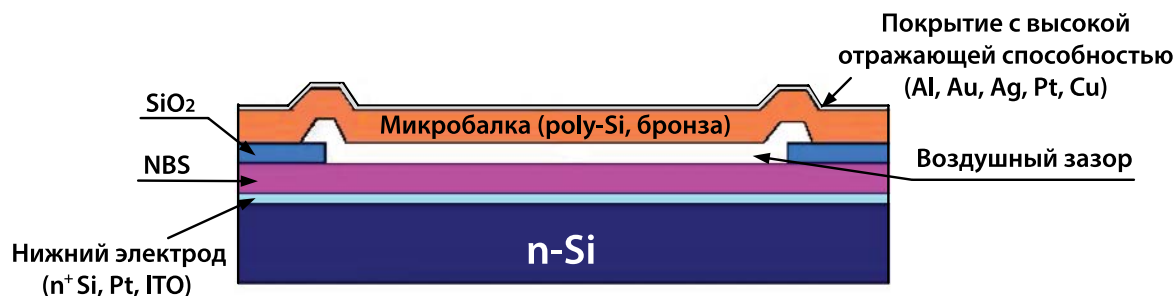 Покрытие с высокой
отражающей способностью
(Al, Au, Ag, Pt, Cu)
SiO2
Микробалка (poly-Si, бронза)
Воздушный зазор
NBS
Нижний электрод
(n+ Si, Pt, ITO)
n-Si